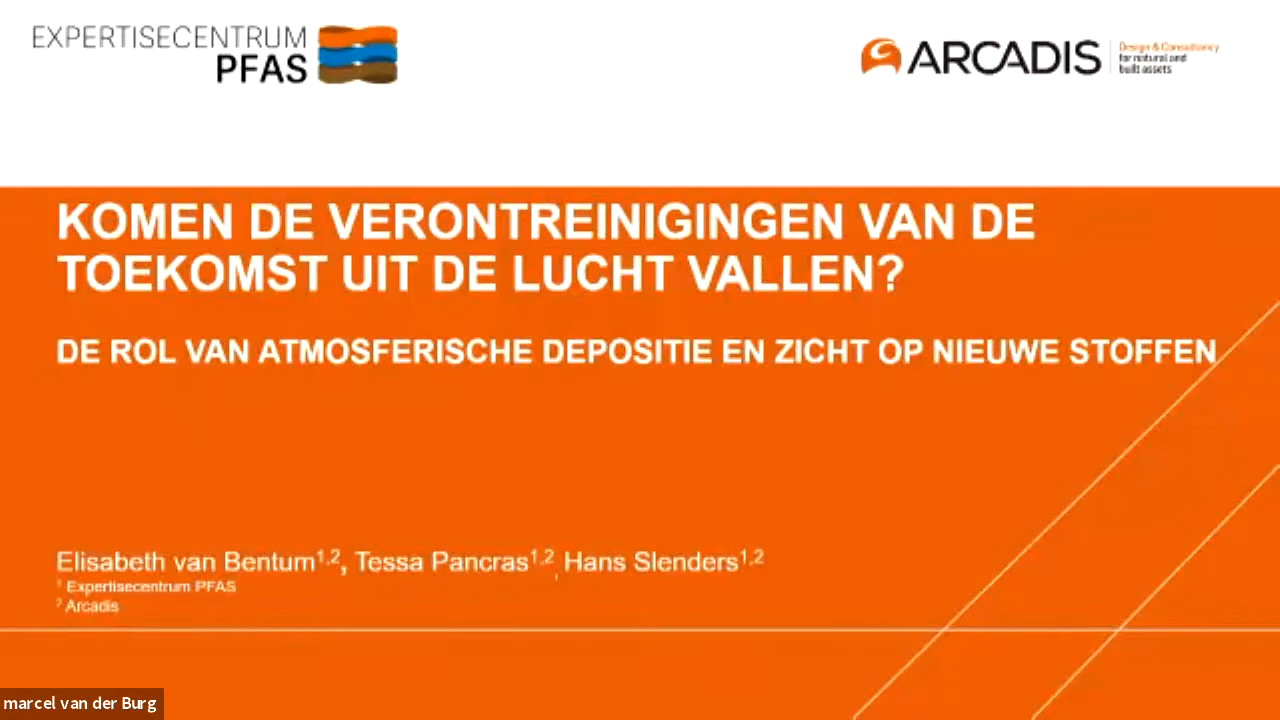 EXPERTISECENTRUM
PFAS
ARCADIS
Design & Consultancy
for natural and
built assets
KOMEN DE VERONTREINIGINGEN VAN DE
TOEKOMST UIT DE LUCHT VALLEN?
DE ROL VAN ATMOSFERISCHE DEPOSITIE EN ZICHT OP NIEUWE STOFFEN
Elisabeth van Bentum1,2, Tessa Pancras1,2, Hans Slenders1,2
1 Expertisecentrum PFAS
2 Arcadis
marcel van der Burg